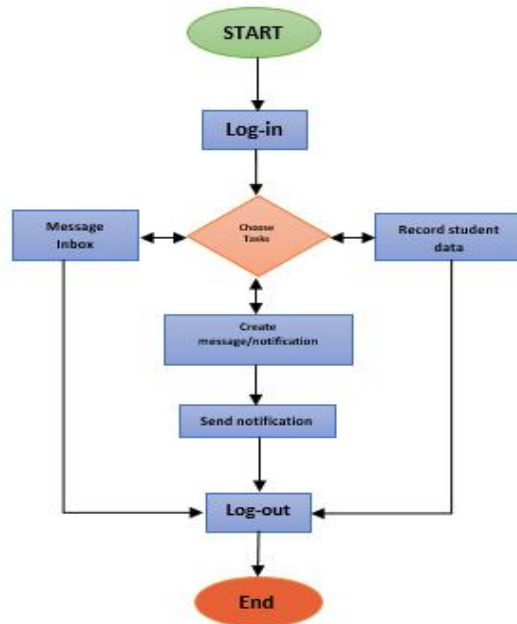 START
Log-in
Message
Inbox
Choose
Tasks
Record student
data
Create
message/notification
Send notification
Log-out
End